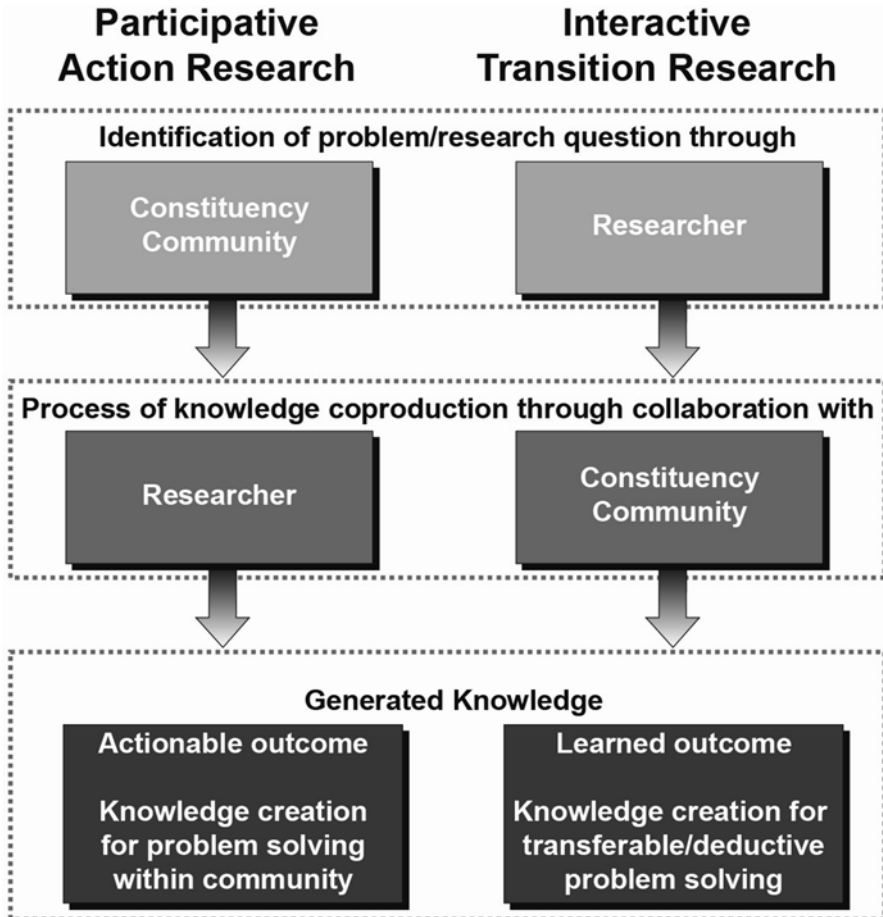 Participative
Action Research
Interactive
Transition Research
Identification of problem/research question through
Constituency
Community
Researcher
Process of knowledge coproduction through collaboration with
Researcher
Constituency
Community
Generated Knowledge
Actionable outcome
Knowledge creation
for problem solving
within community
Learned outcome
Knowledge creation for
transferable/deductive
problem solving